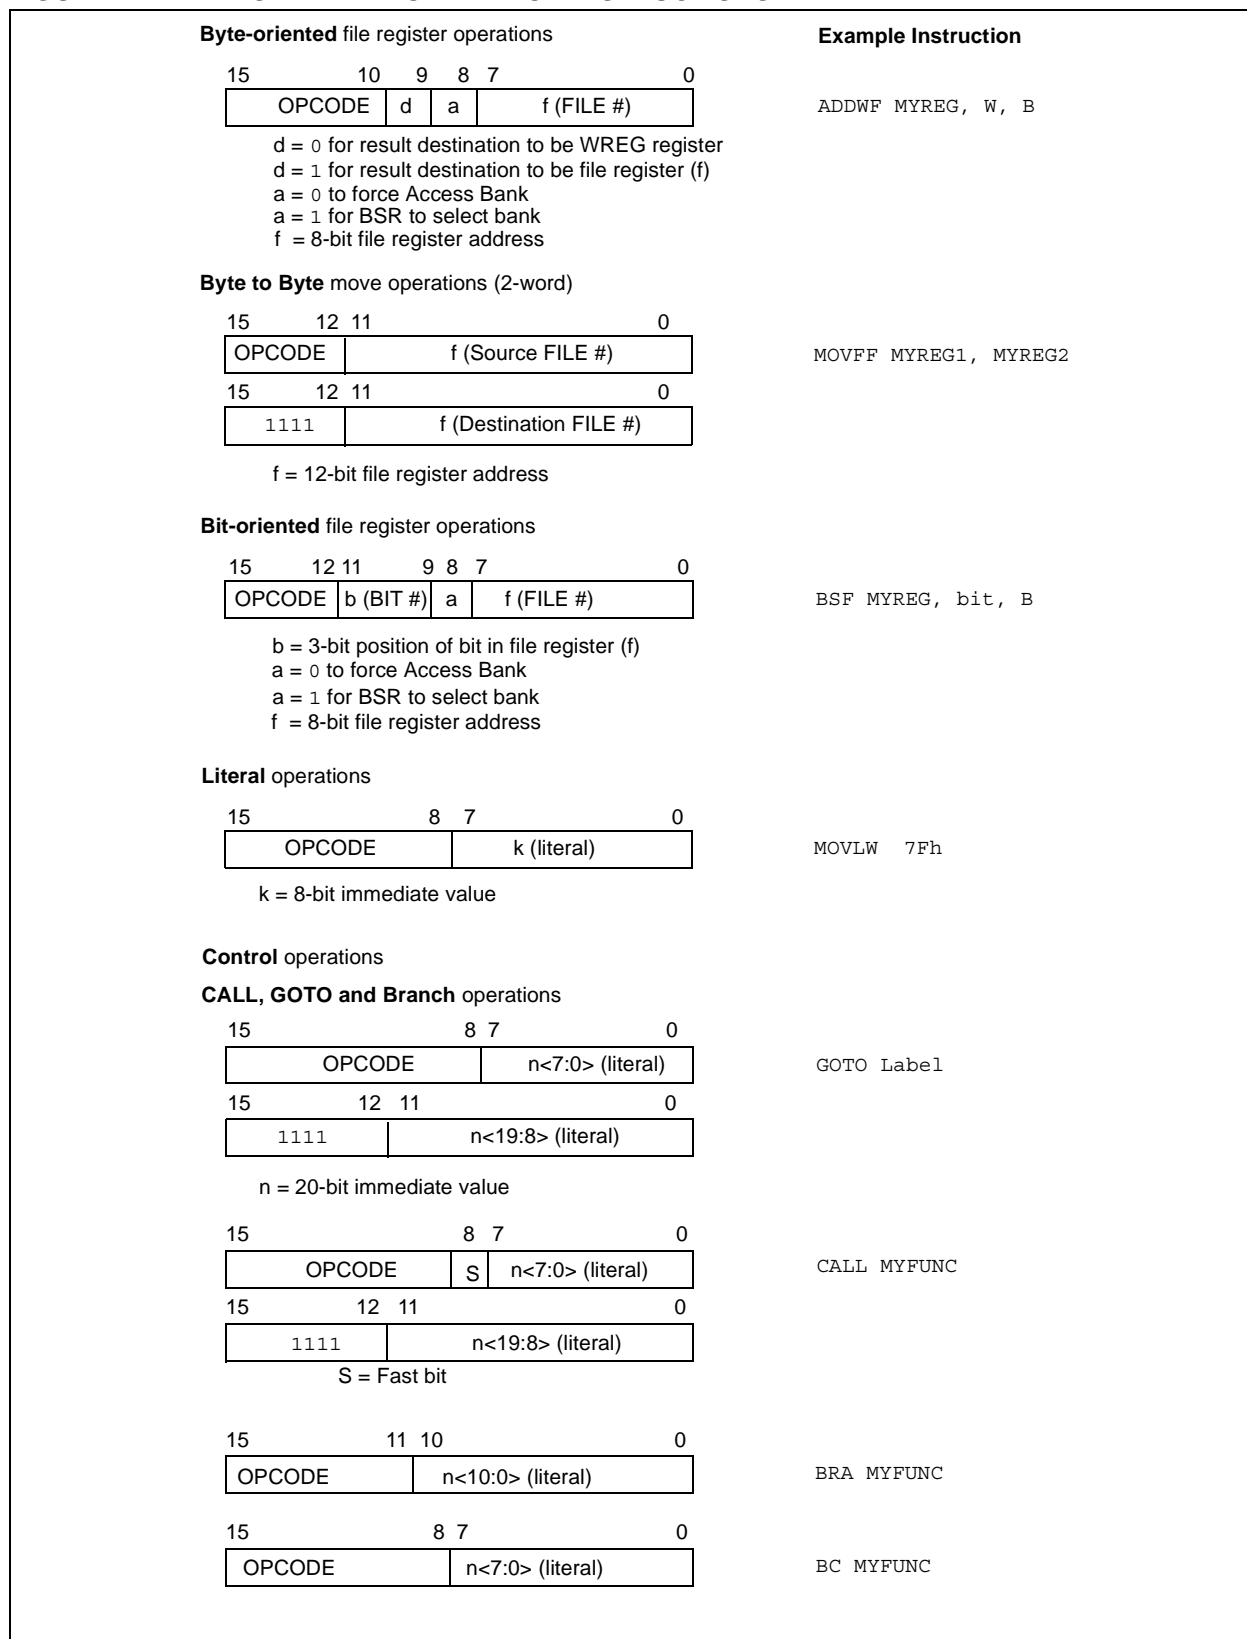 Byte-oriented file register operations Example Instruction
15 10 9 8 7 0
OPCODE d a f (FILE #) ADDWF MYREG, W, B
d = 0 for result destination to be WREG register
d = 1 for result destination to be file register (f)
a = 0 to force Access Bank
a = 1 for BSR to select bank
f = 8-bit file register address
Byte to Byte move operations (2-word)
15 12 11 0
OPCODE f (Source FILE #) MOVFF MYREG1, MYREG2
15 12 11 0
1111 f (Destination FILE #)
f = 12-bit file register address
Bit-oriented file register operations
15 12 11 9 8 7 0
OPCODE b (BIT #) a f (FILE #) BSF MYREG, bit, B
b = 3-bit position of bit in file register (f)
a = 0 to force Access Bank
a = 1 for BSR to select bank
f = 8-bit file register address
Literal operations
15 8 7 0
OPCODE k (literal) MOVLW 7Fh
k = 8-bit immediate value
Control operations
CALL, GOTO and Branch operations
15 8 7 0
OPCODE n<7:0> (literal) GOTO Label
15 12 11 0
1111 n<19:8> (literal)
n = 20-bit immediate value
15 8 7 0
OPCODE S n<7:0> (literal) CALL MYFUNC
15 12 11 0
1111 n<19:8> (literal)
S = Fast bit
15 11 10 0
OPCODE n<10:0> (literal) BRA MYFUNC
15 8 7 0
OPCODE n<7:0> (literal) BC MYFUNC